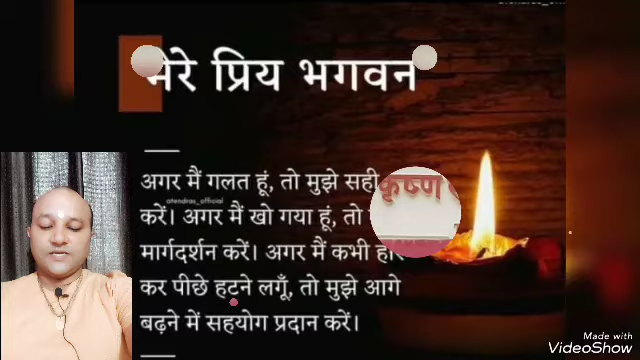 मेरे प्रिय भगवन
अगर मैं गलत हूं, तो मुझे सही
कृष्ण
करें। अगर मैं खो गया हूं, तो
मार्गदर्शन करें। अगर मैं कभी हार
कर पीछे हटने लगूँ, तो मुझे आगे
बढ़ने में सहयोग प्रदान करें।
Made with
VideoShow